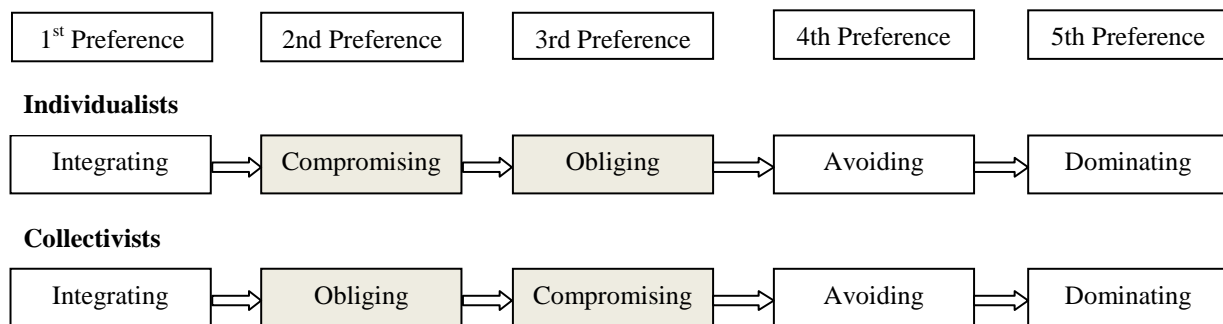 1st Preference 2nd Preference 3rd Preference 4th Preference 5th Preference
Individualists
Integrating Compromising Obliging Avoiding Dominating
Collectivists
Integrating Obliging Compromising Avoiding Dominating